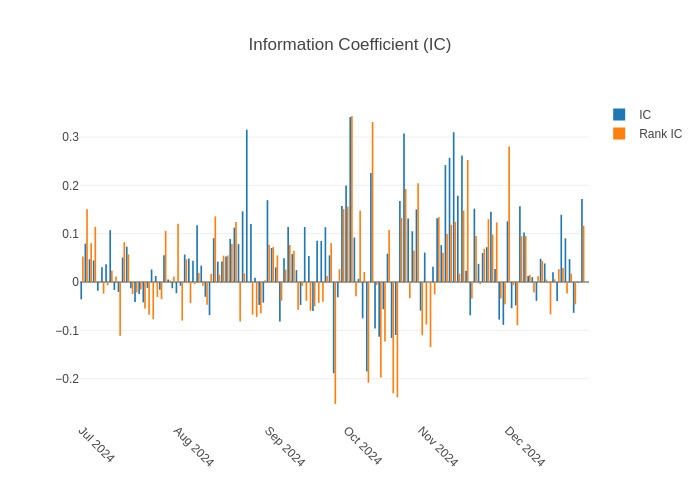 Information Coefficient (IC)
IC
Rank IC
0.3
0.2
0.1
0
−0.1
−0.2
Jul 2024
Aug 2024
Sep 2024
Oct 2024
Nov 2024
Dec 2024